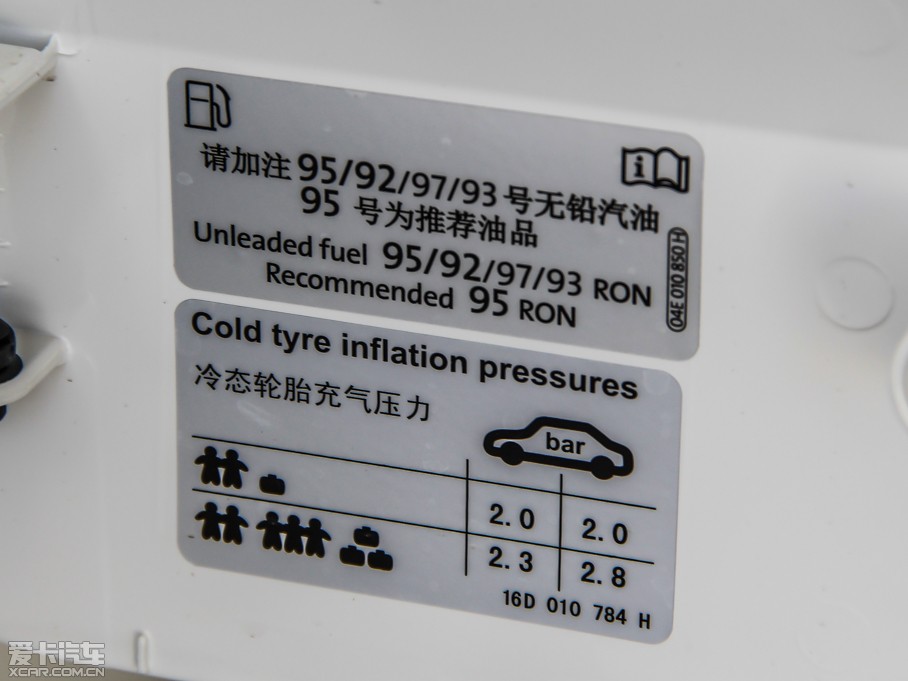 请加注 95/92/97/93 号无铅汽油
95 号为推荐油品
Unleaded fuel 95/92/97/93 RON
Recommended 95 RON
04E 010 850 H
Cold tyre inflation pressures
冷态轮胎充气压力
bar
2.0 2.0
2.3 2.8
16D 010 784 H
爱卡汽车
XCAR.COM.CN